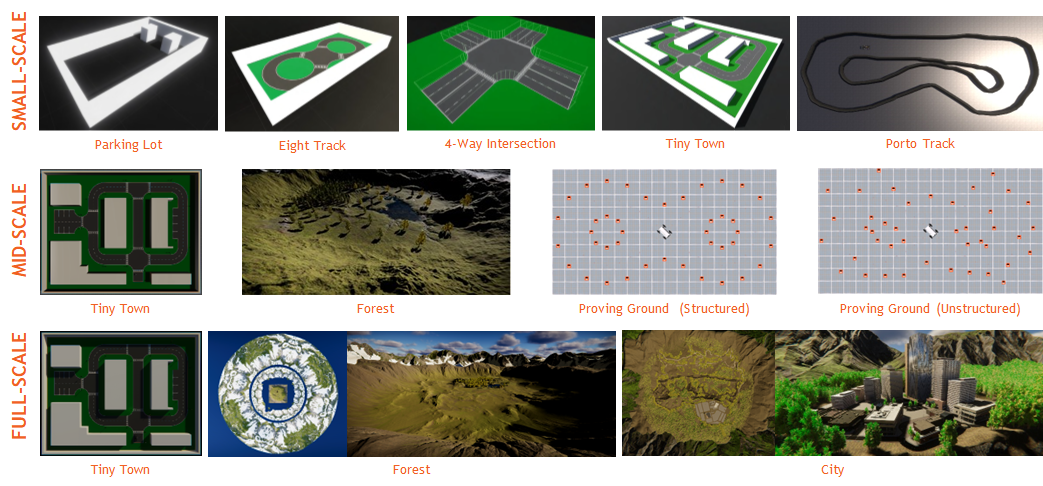 SMALL-SCALE
Parking Lot
Eight Track
4-Way Intersection
Tiny Town
Porto Track
MID-SCALE
Tiny Town
Forest
Proving Ground (Structured)
Proving Ground (Unstructured)
FULL-SCALE
Tiny Town
Forest
City